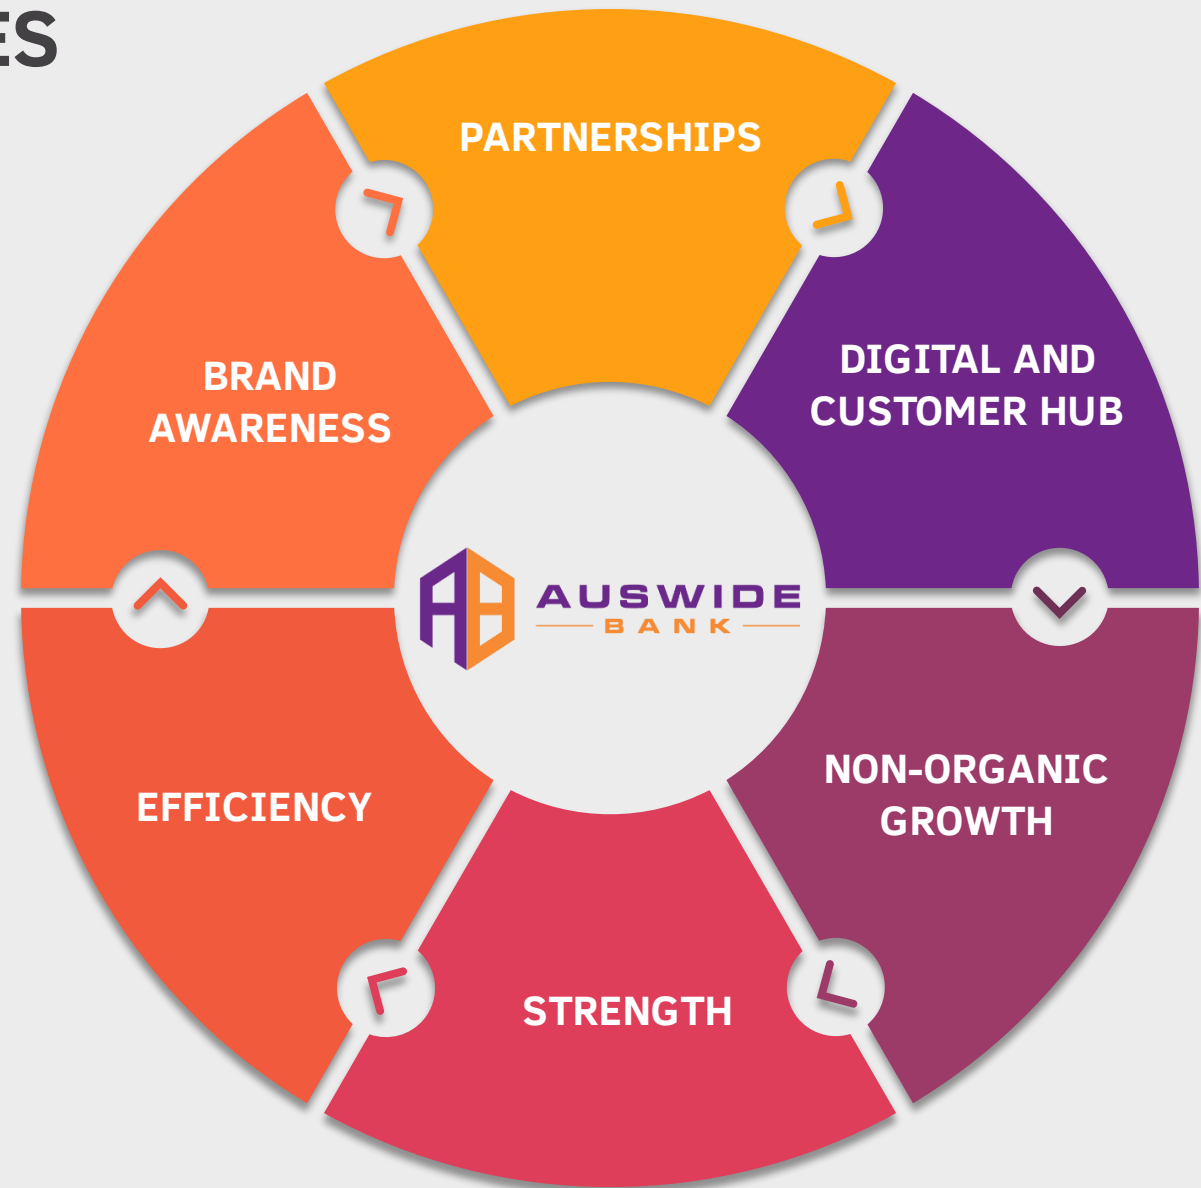 ES
PARTNERSHIPS
DIGITAL AND
CUSTOMER HUB
BRAND
AWARENESS
AUSWIDE
BANK
NON-ORGANIC
GROWTH
EFFICIENCY
STRENGTH